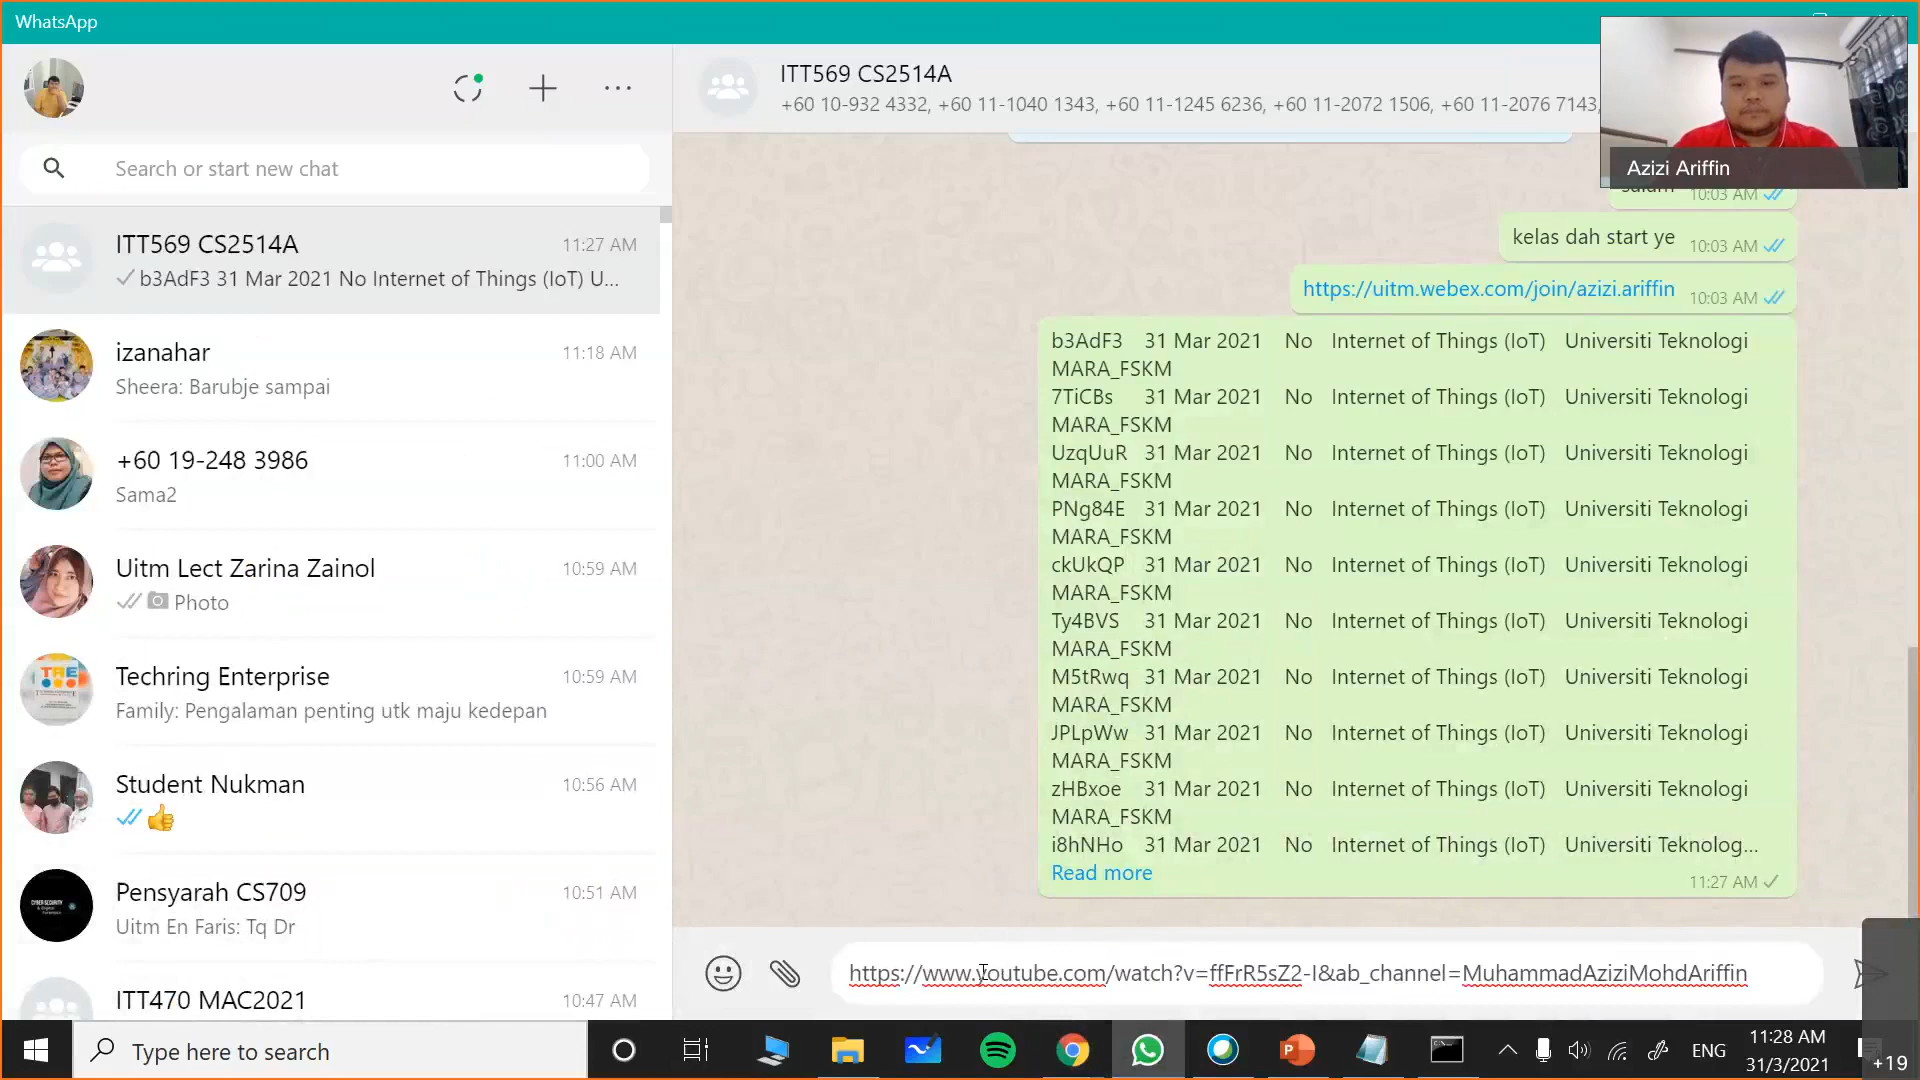 WhatsApp
Search or start new chat
ITT569 CS2514A
11:27 AM
b3AdF3 31 Mar 2021 No Internet of Things (IoT) U...
izanahar
11:18 AM
Sheera: Barubje sampai
+60 19-248 3986
11:00 AM
Sama2
Uitm Lect Zarina Zainol
10:59 AM
Photo
Techring Enterprise
10:59 AM
Family: Pengalaman penting utk maju kedepan
Student Nukman
10:56 AM
Pensyarah CS709
10:51 AM
Uitm En Faris: Tq Dr
ITT470 MAC2021
10:47 AM
ITT569 CS2514A
+60 10-932 4332, +60 11-1040 1343, +60 11-1245 6236, +60 11-2072 1506, +60 11-2076 7143,
Azizi Ariffin
salam 10:03 AM
kelas dah start ye 10:03 AM
https://uitm.webex.com/join/azizi.ariffin 10:03 AM
b3AdF3 31 Mar 2021 No Internet of Things (IoT) Universiti Teknologi
MARA_FSKM
7TiCBs 31 Mar 2021 No Internet of Things (IoT) Universiti Teknologi
MARA_FSKM
UzqUuR 31 Mar 2021 No Internet of Things (IoT) Universiti Teknologi
MARA_FSKM
PNg84E 31 Mar 2021 No Internet of Things (IoT) Universiti Teknologi
MARA_FSKM
ckUkQP 31 Mar 2021 No Internet of Things (IoT) Universiti Teknologi
MARA_FSKM
Ty4BVS 31 Mar 2021 No Internet of Things (IoT) Universiti Teknologi
MARA_FSKM
M5tRwq 31 Mar 2021 No Internet of Things (IoT) Universiti Teknologi
MARA_FSKM
JPLpWw 31 Mar 2021 No Internet of Things (IoT) Universiti Teknologi
MARA_FSKM
zHBxoe 31 Mar 2021 No Internet of Things (IoT) Universiti Teknologi
MARA_FSKM
i8hNHo 31 Mar 2021 No Internet of Things (IoT) Universiti Teknolog...
Read more
11:27 AM
https://www.youtube.com/watch?v=ffFrR5sZ2-I&ab_channel=MuhammadAziziMohdAriffin
Type here to search
ENG
11:28 AM
31/3/2021
+19